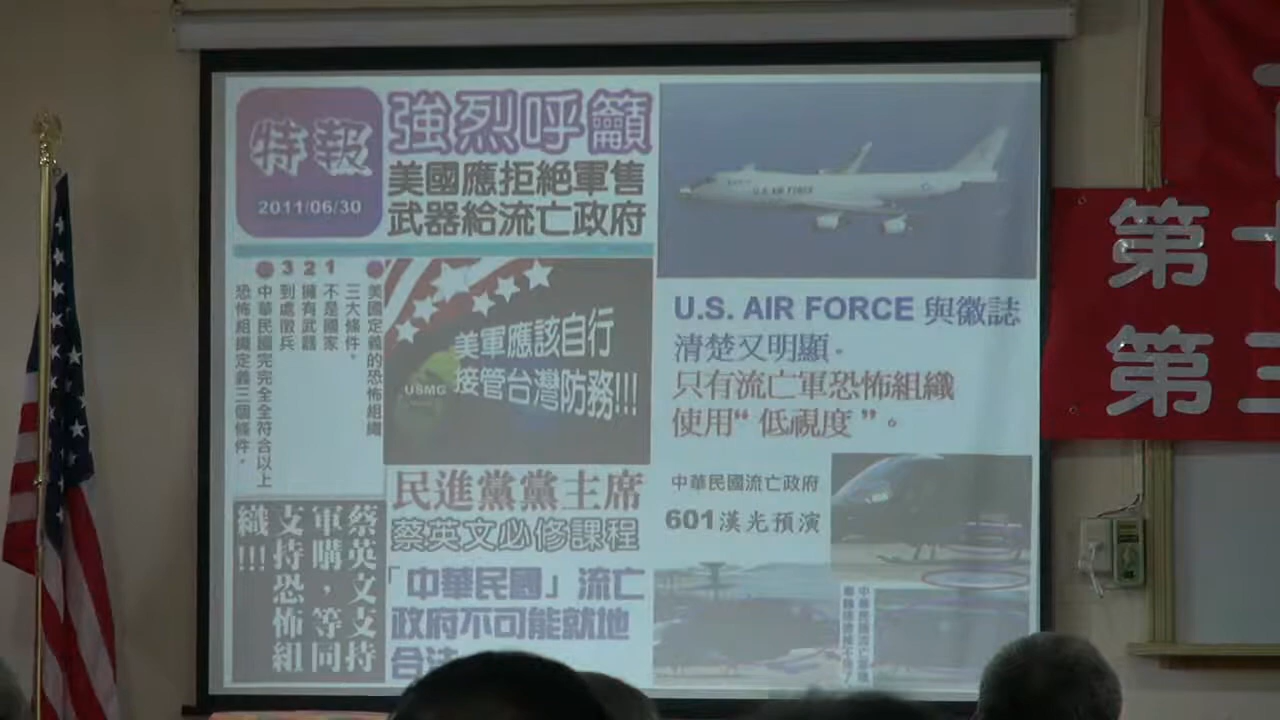 特報
2011/06/30
強烈呼籲
美國應拒絕軍售
武器給流亡政府
美國定義的恐怖組織
三大條件。
1 不是國家
2 擁有武器
3 到處徵兵
中華民國完完全全符合以上
恐怖組織定義三個條件。
美軍應該自行
接管台灣防務!!!
USMG
蔡英文支持
軍購，等同
支持恐怖組
織!!!
民進黨黨主席
蔡英文必修課程
「中華民國」流亡
政府不可能就地
合法
U.S. AIR FORCE
U.S. AIR FORCE 與徽誌
清楚又明顯。
只有流亡軍恐怖組織
使用“低視度”。
中華民國流亡政府
601漢光預演
第十
第三